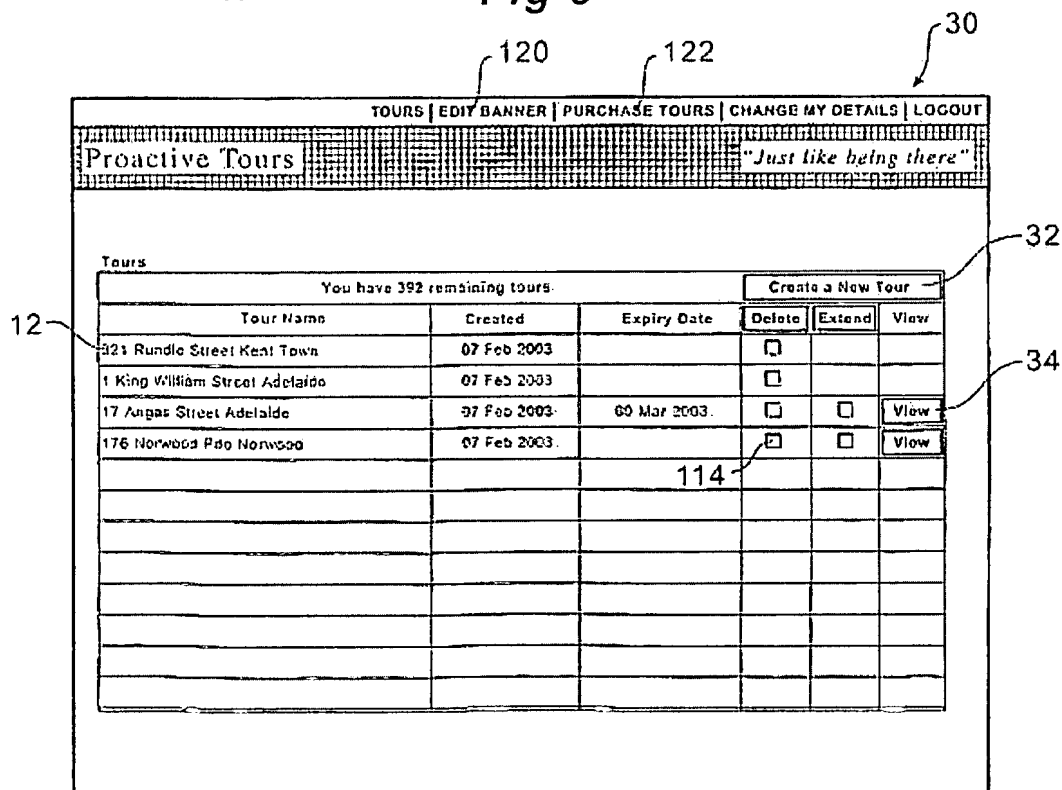 30
120 122
TOURS | EDIT BANNER | PURCHASE TOURS | CHANGE MY DETAILS | LOGOUT
Proactive Tours "Just like being there"
32
Tours
You have 392 remaining tours. Create a New Tour
Tour Name Created Expiry Date Delete Extend View
12
321 Rundle Street Kent Town 07 Feb 2003
1 King William Street Adelaide 07 Feb 2003
34
17 Angas Street Adelaide 07 Feb 2003 Mar 2003. View
176 Norwood Pde Norwood 07 Feb 2003. View
114